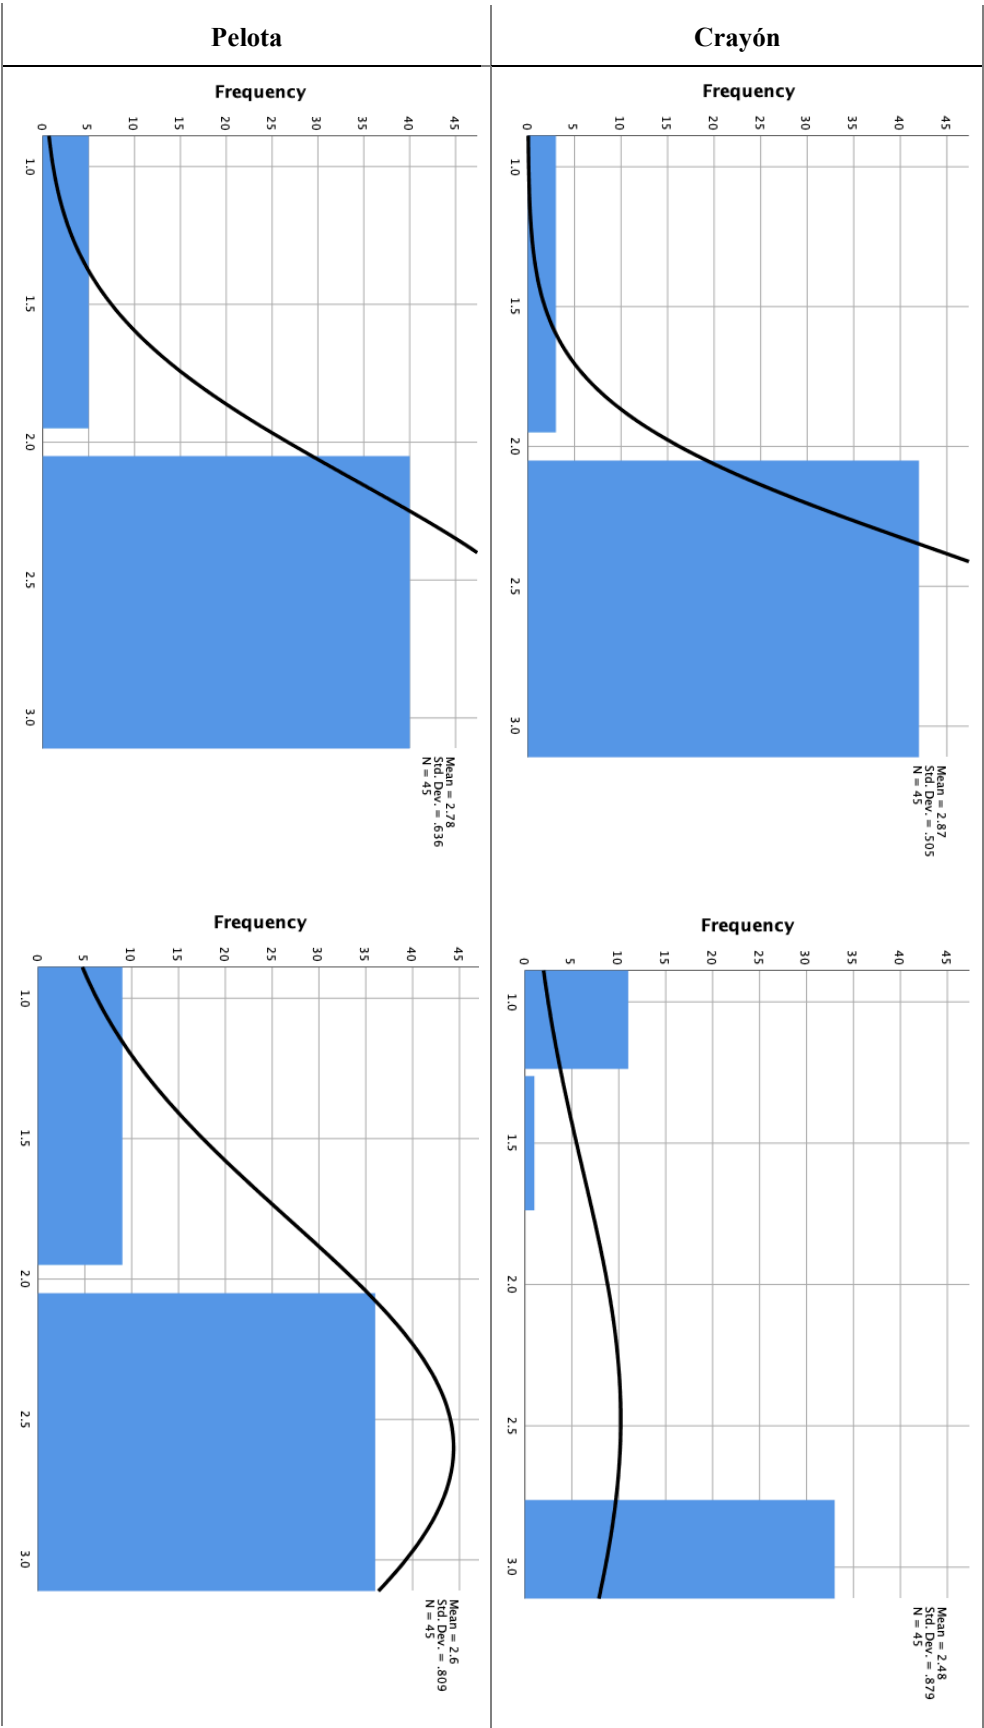 Pelota
Crayón
Frequency
0 5 10 15 20 25 30 35 40 45
1.0
1.5
2.0
2.5
3.0
Mean = 2.78
Std. Dev. = .636
N = 45
Frequency
0 5 10 15 20 25 30 35 40 45
1.0
1.5
2.0
2.5
3.0
Mean = 2.87
Std. Dev. = .505
N = 45
Frequency
0 5 10 15 20 25 30 35 40 45
1.0
1.5
2.0
2.5
3.0
Mean = 2.6
Std. Dev. = .809
N = 45
Frequency
0 5 10 15 20 25 30 35 40 45
1.0
1.5
2.0
2.5
3.0
Mean = 2.48
Std. Dev. = .879
N = 45